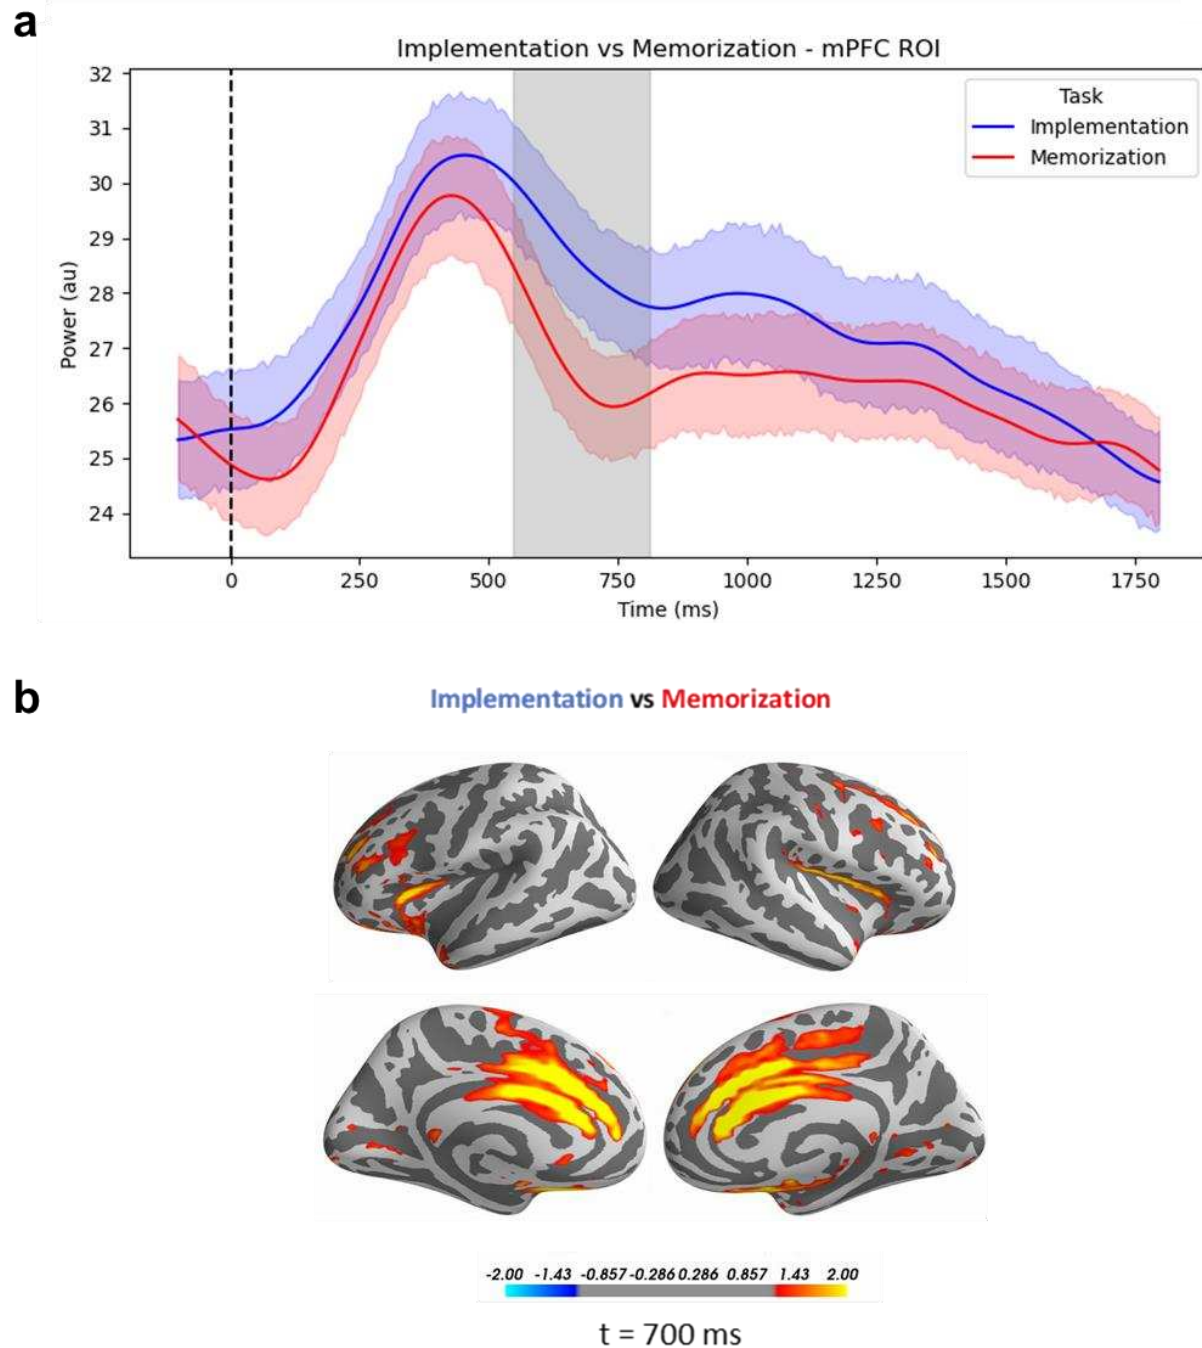 a
Implementation vs Memorization - mPFC ROI
32
31
30
29
28
27
26
25
24
Power (au)
Task
Implementation
Memorization
0 250 500 750 1000 1250 1500 1750
Time (ms)
b
Implementation vs Memorization
-2.00 -1.43 -0.857 -0.286 0.286 0.857 1.43 2.00
t = 700 ms